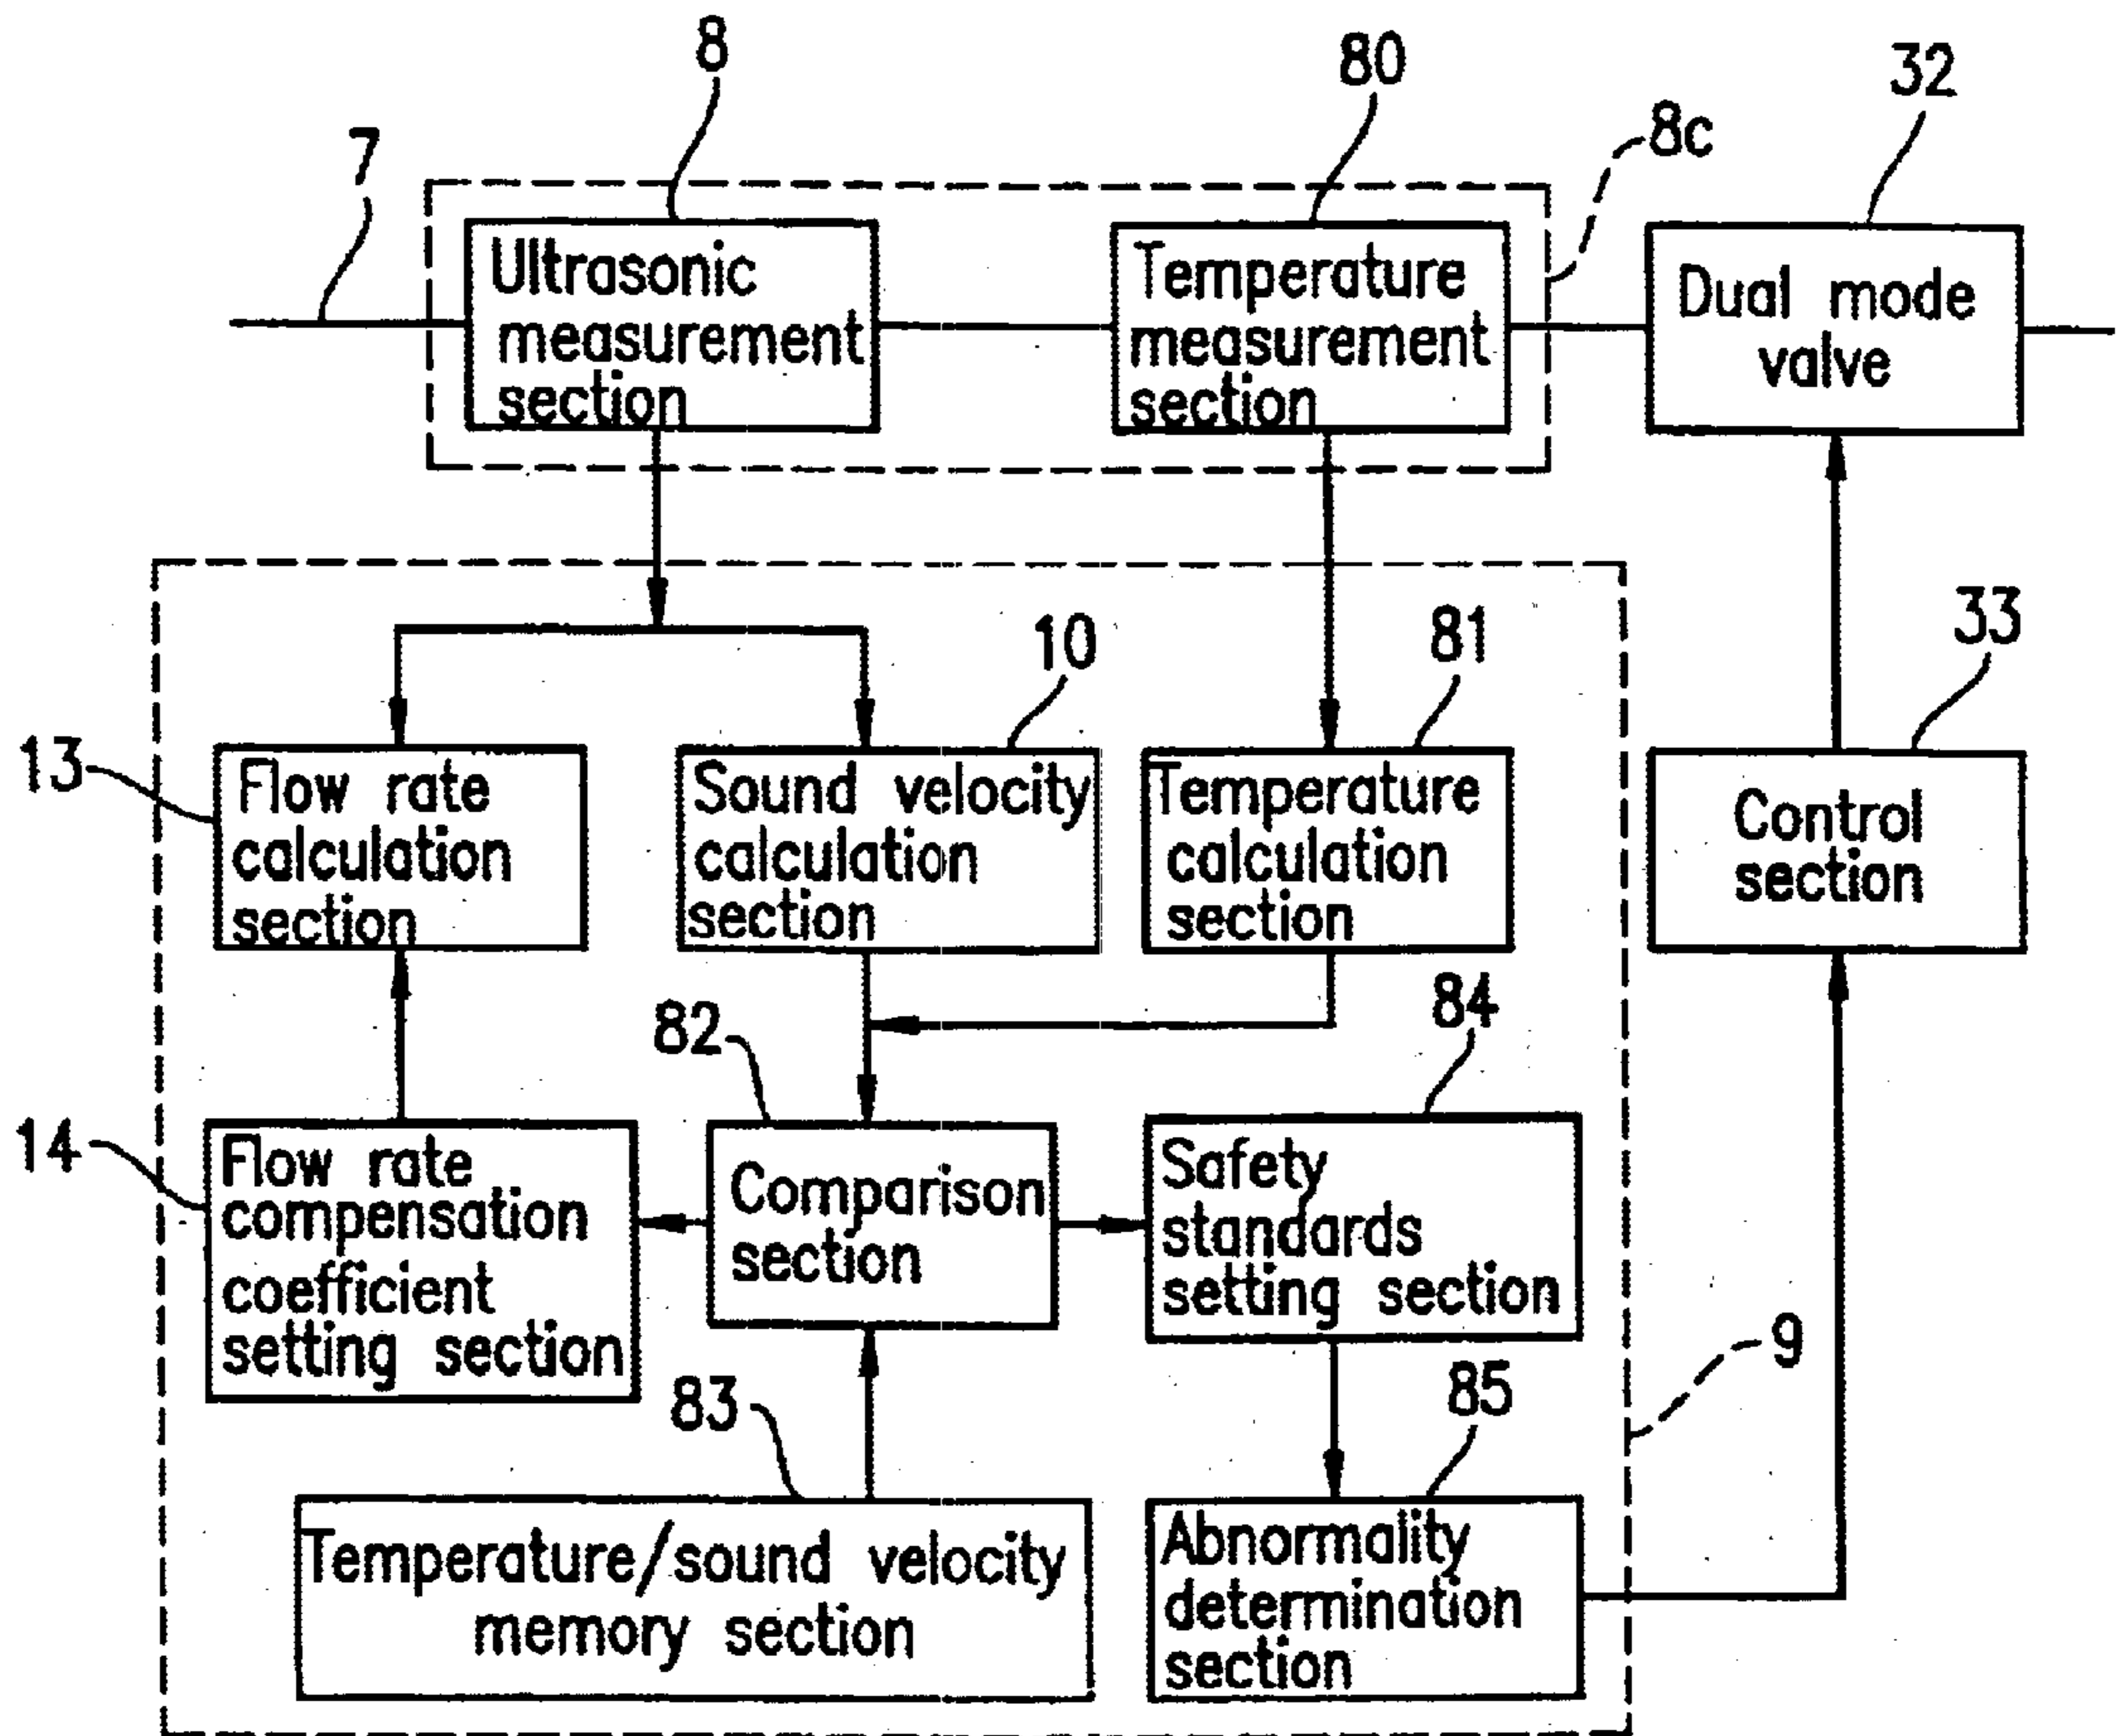 8
80
32
8c
7
Ultrasonic
measurement
section
Temperature
measurement
section
Dual mode
valve
10
81
33
13
Flow rate
calculation
section
Sound velocity
calculation
section
Temperature
calculation
section
Control
section
82
84
14
Flow rate
compensation
coefficient
setting section
Comparison
section
Safety
standards
setting section
9
83
85
Temperature/sound velocity
memory section
Abnormality
determination
section